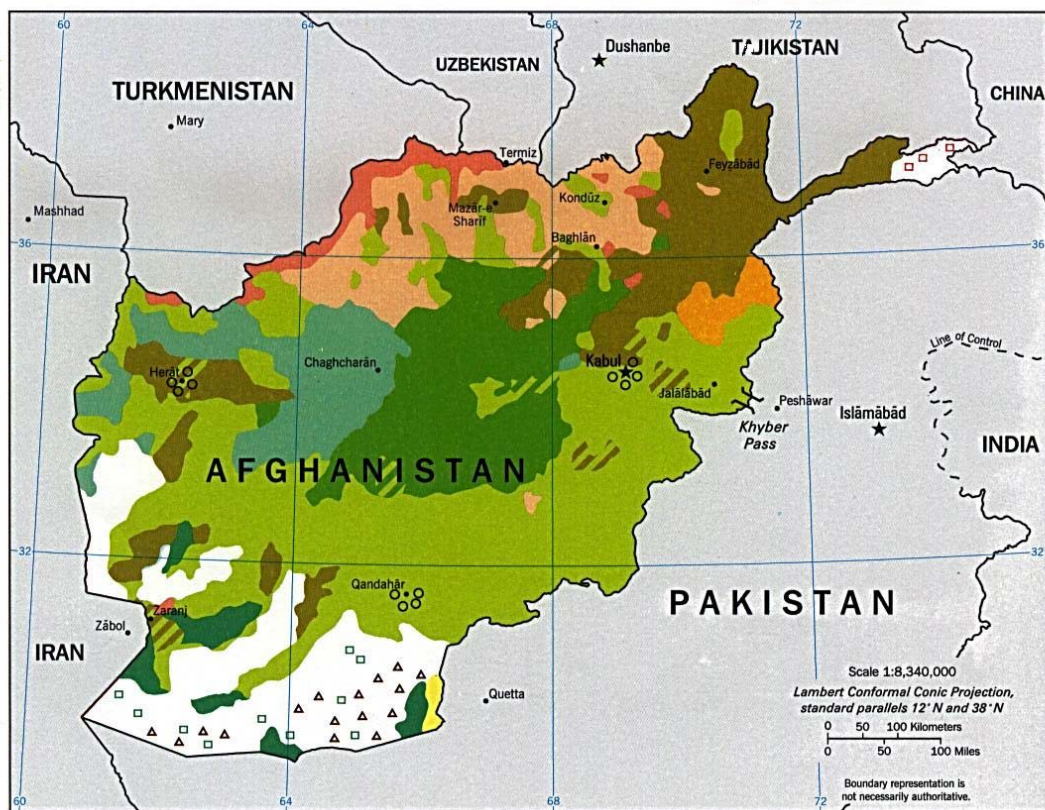 60
64
68
72
Dushanbe
TAJIKISTAN
UZBEKISTAN
CHINA
TURKMENISTAN
Mary
Termiz
Feyẕābād
Mashhad
Mazār-e
Sharīf
Kondūz
36
Baghlān
36
IRAN
Line of Control
Herāt
Chaghcharān
Kabul
Jalālābād
Peshāwar
Islāmābād
Khyber
Pass
INDIA
AFGHANISTAN
32
32
Qandahār
PAKISTAN
Zaranj
Zābol
IRAN
Quetta
Scale 1:8,340,000
Lambert Conformal Conic Projection,
standard parallels 12° N and 38° N
0 50 100 Kilometers
0 50 100 Miles
Boundary representation is
not necessarily authoritative.
60
64
68
72